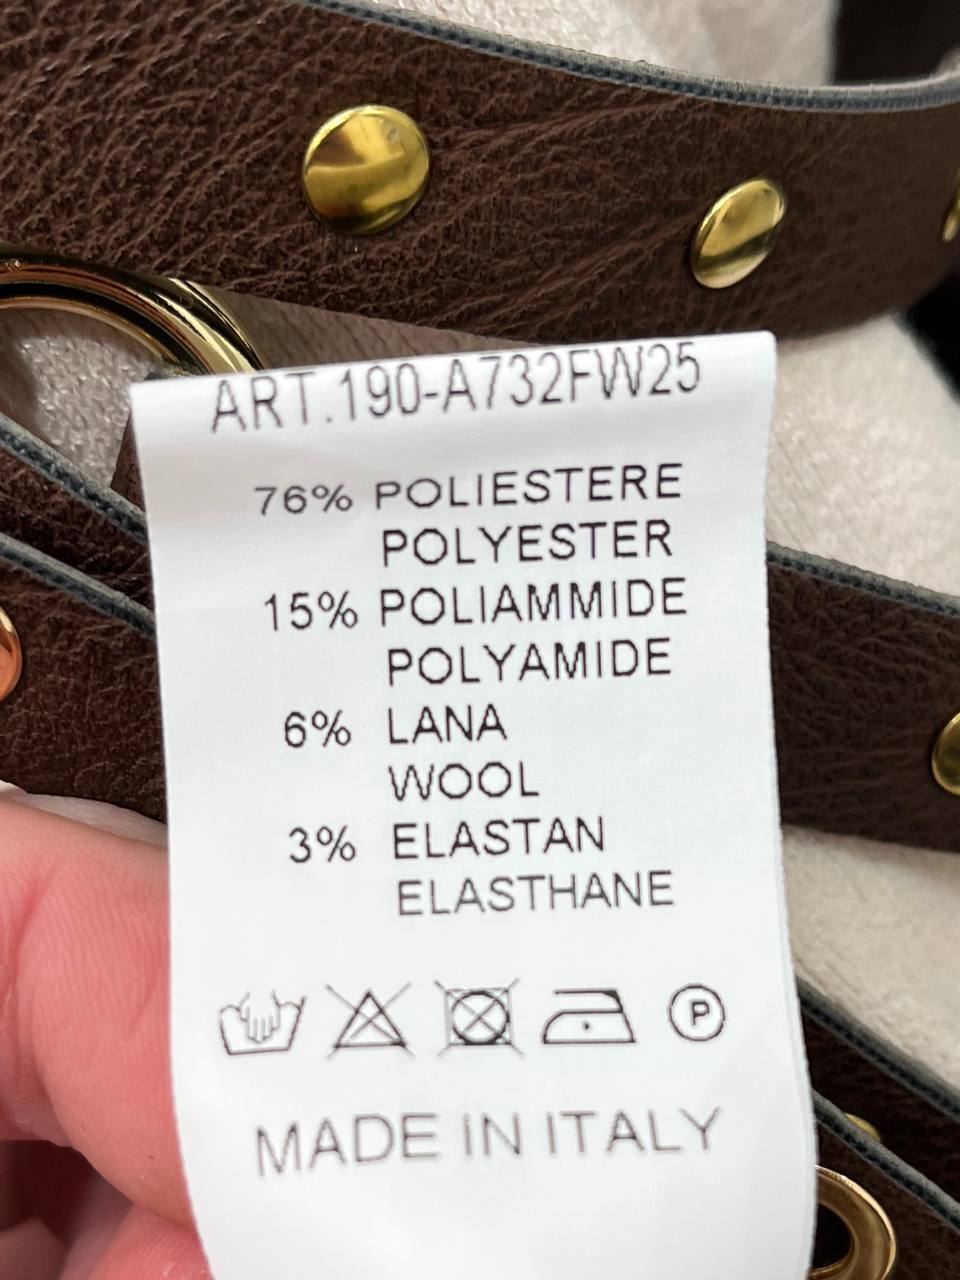 ART.190-A732FW25
76% POLIESTERE
POLYESTER
15% POLIAMMIDE
POLYAMIDE
6% LANA
WOOL
3% ELASTAN
ELASTHANE
P
MADE IN ITALY